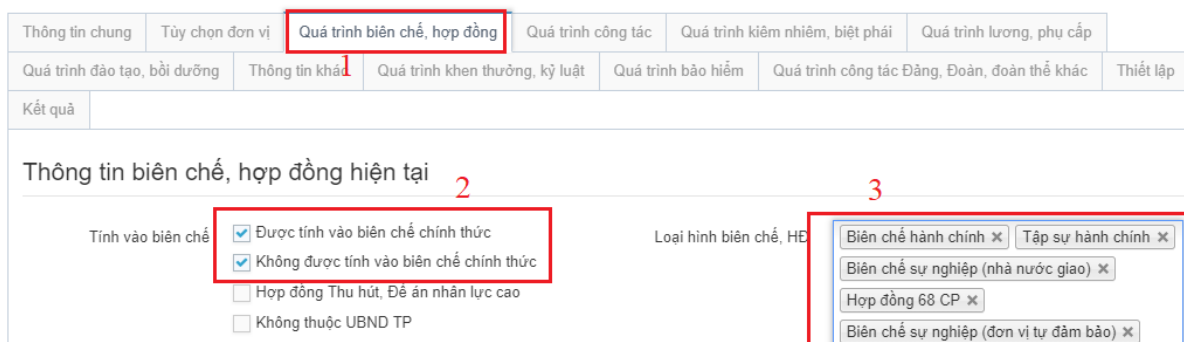 Thông tin chung Tùy chọn đơn vị Quá trình biên chế, hợp đồng Quá trình công tác Quá trình kiêm nhiệm, biệt phái Quá trình lương, phụ cấp
1
Quá trình đào tạo, bồi dưỡng Thông tin khác Quá trình khen thưởng, kỷ luật Quá trình bảo hiểm Quá trình công tác Đảng, Đoàn, đoàn thể khác Thiết lập
Kết quả
Thông tin biên chế, hợp đồng hiện tại
2
3
Tính vào biên chế
Được tính vào biên chế chính thức
Không được tính vào biên chế chính thức
Hợp đồng Thu hút, Đề án nhân lực cao
Không thuộc UBND TP
Loại hình biên chế, HĐ
Biên chế hành chính × Tập sự hành chính ×
Biên chế sự nghiệp (nhà nước giao) ×
Hợp đồng 68 CP ×
Biên chế sự nghiệp (đơn vị tự đảm bảo) ×